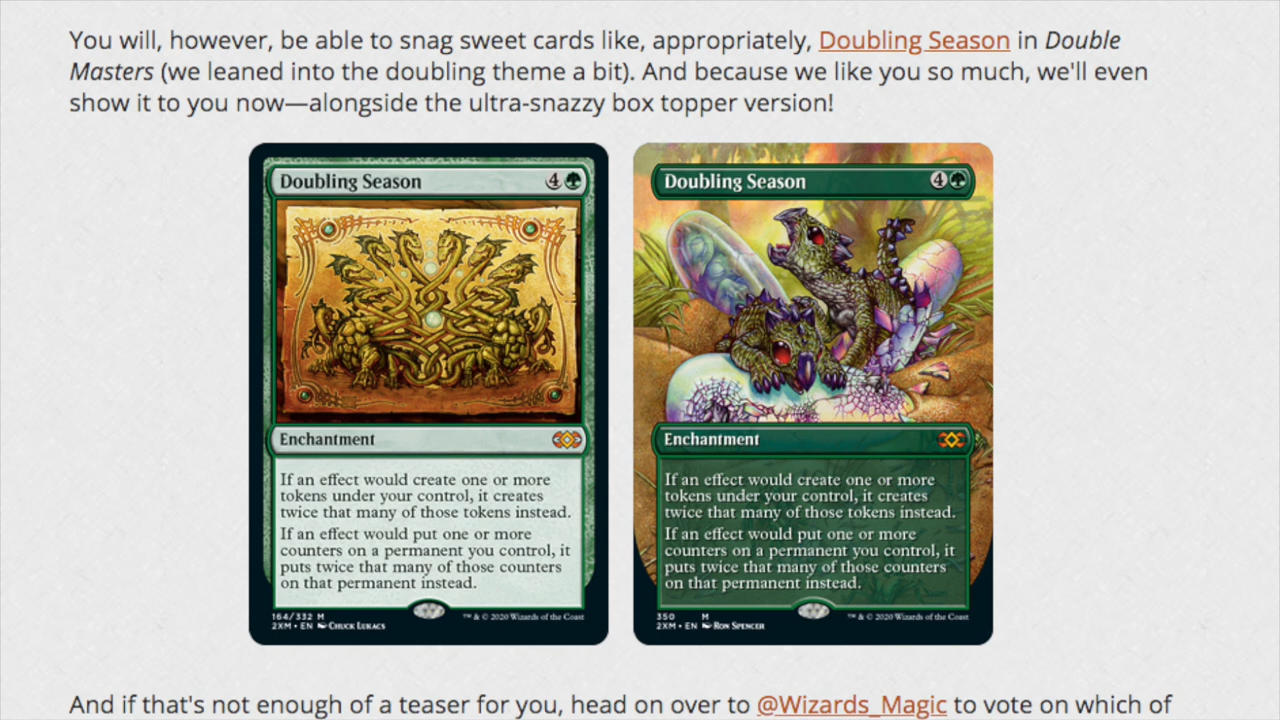 You will, however, be able to snag sweet cards like, appropriately, Doubling Season in Double
Masters (we leaned into the doubling theme a bit). And because we like you so much, we'll even
show it to you now—alongside the ultra-snazzy box topper version!
Doubling Season 4
Enchantment
If an effect would create one or more
tokens under your control, it creates
twice that many of those tokens instead.
If an effect would put one or more
counters on a permanent you control, it
puts twice that many of those counters
on that permanent instead.
164/332 M
2XM • EN Chuck Lukacs
™ & © 2020 Wizards of the Coast
Doubling Season 4
Enchantment
If an effect would create one or more
tokens under your control, it creates
twice that many of those tokens instead.
If an effect would put one or more
counters on a permanent you control, it
puts twice that many of those counters
on that permanent instead.
350 M
2XM • EN Ron Spencer
™ & © 2020 Wizards of the Coast
And if that's not enough of a teaser for you, head on over to @Wizards_Magic to vote on which of